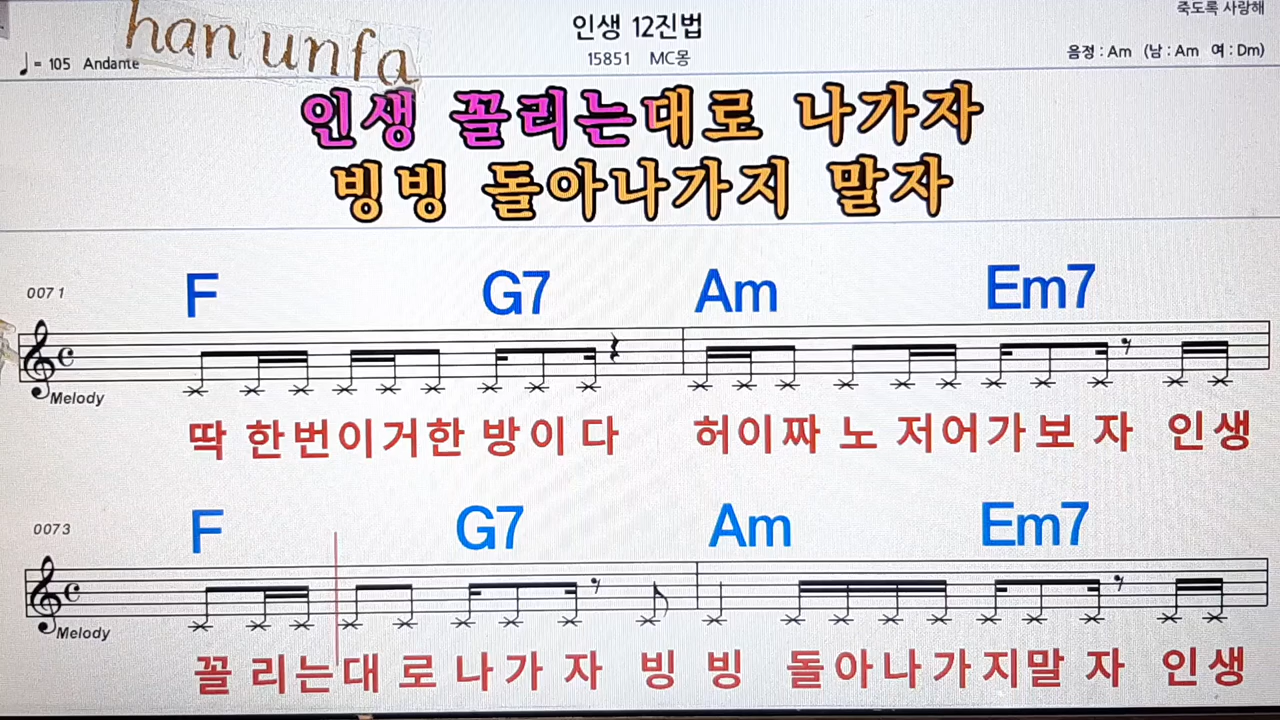 죽도록 사랑해
han unfa
인생 12진법
15851 MC몽
♩= 105 Andante
음정 : Am (남 : Am 여 : Dm)
인생 꼴리는대로 나가자
빙빙 돌아나가지 말자
0071
F G7 Am Em7
Melody
딱 한번이거한 방이다 허이짜 노 저어가보 자 인생
0073
F G7 Am Em7
Melody
꼴 리는대 로 나가 자 빙 빙 돌아나가지말 자 인생